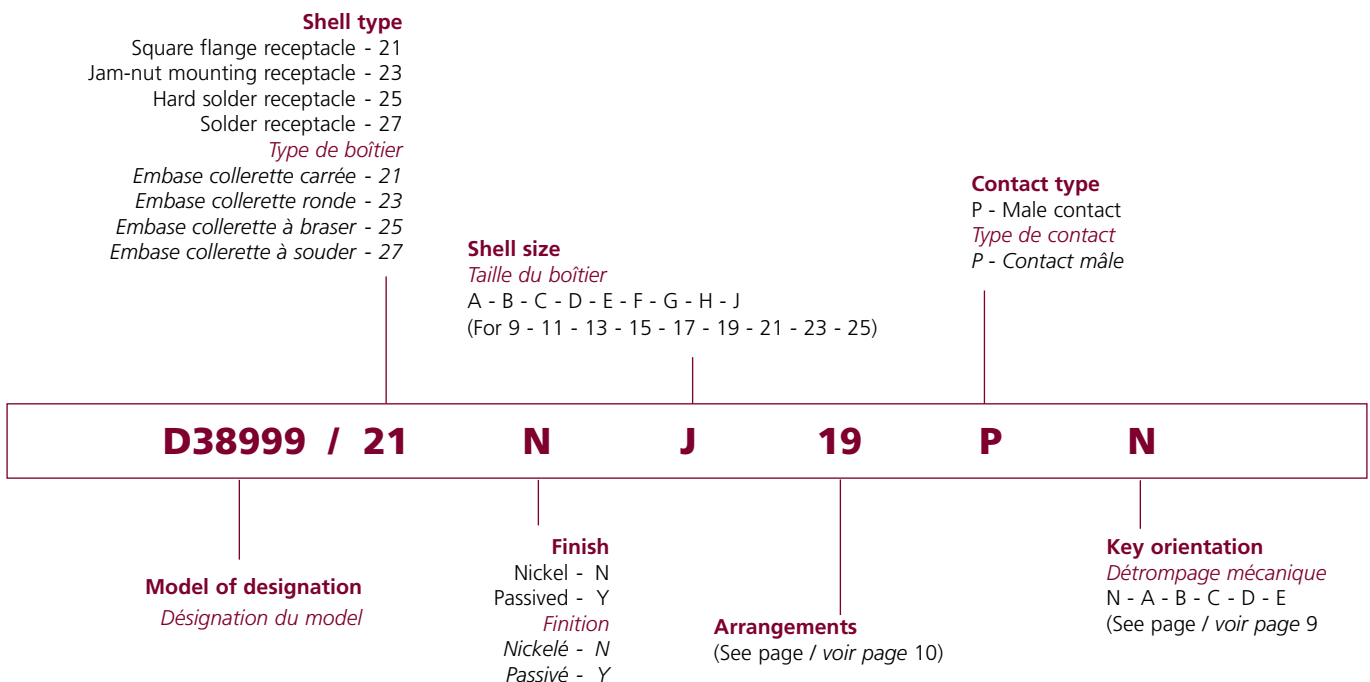 Shell type
Square flange receptacle - 21
Jam-nut mounting receptacle - 23
Hard solder receptacle - 25
Solder receptacle - 27
Type de boîtier
Embase collerette carrée - 21
Embase collerette ronde - 23
Embase collerette à braser - 25
Embase collerette à souder - 27
Shell size
Taille du boîtier
A - B - C - D - E - F - G - H - J
(For 9 - 11 - 13 - 15 - 17 - 19 - 21 - 23 - 25)
Contact type
P - Male contact
Type de contact
P - Contact mâle
D38999 / 21 N J 19 P N
Model of designation
Désignation du model
Finish
Nickel - N
Passived - Y
Finition
Nickelé - N
Passivé - Y
Arrangements
(See page / voir page 10)
Key orientation
Détrompage mécanique
N - A - B - C - D - E
(See page / voir page 9